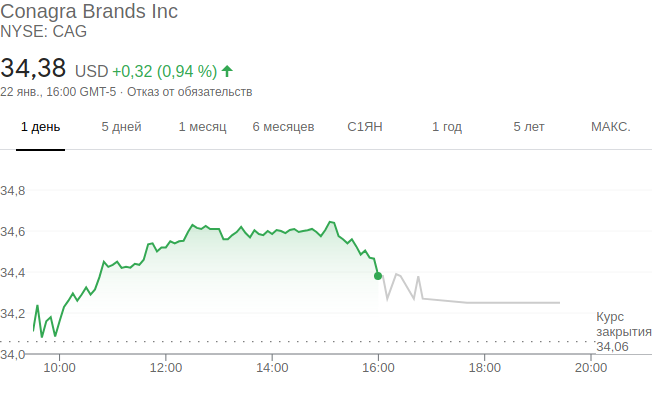 Conagra Brands Inc
NYSE: CAG
34,38 USD +0,32 (0,94 %)
22 янв., 16:00 GMT-5 · Отказ от обязательств
1 день 5 дней 1 месяц 6 месяцев С1ЯН 1 год 5 лет МАКС.
34,8
34,6
34,4
34,2
34,0
Курс
закрытия
34,06
10:00 12:00 14:00 16:00 18:00 20:00